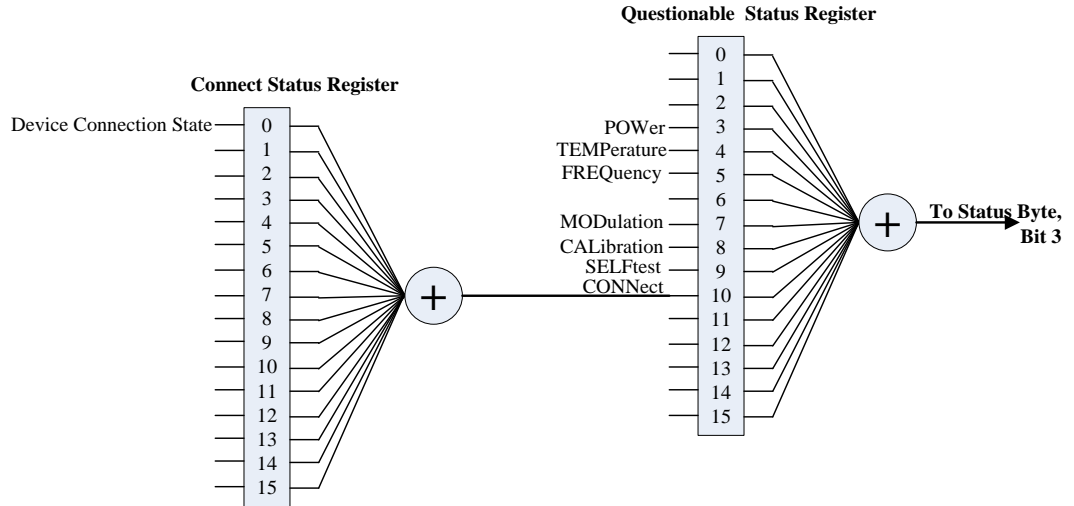 Questionable Status Register
Connect Status Register
Device Connection State
0
1
2
3
4
5
6
7
8
9
10
11
12
13
14
15
+
POWer
TEMPerature
FREQuency
MODulation
CALibration
SELFtest
CONNect
0
1
2
3
4
5
6
7
8
9
10
11
12
13
14
15
+
To Status Byte,
Bit 3